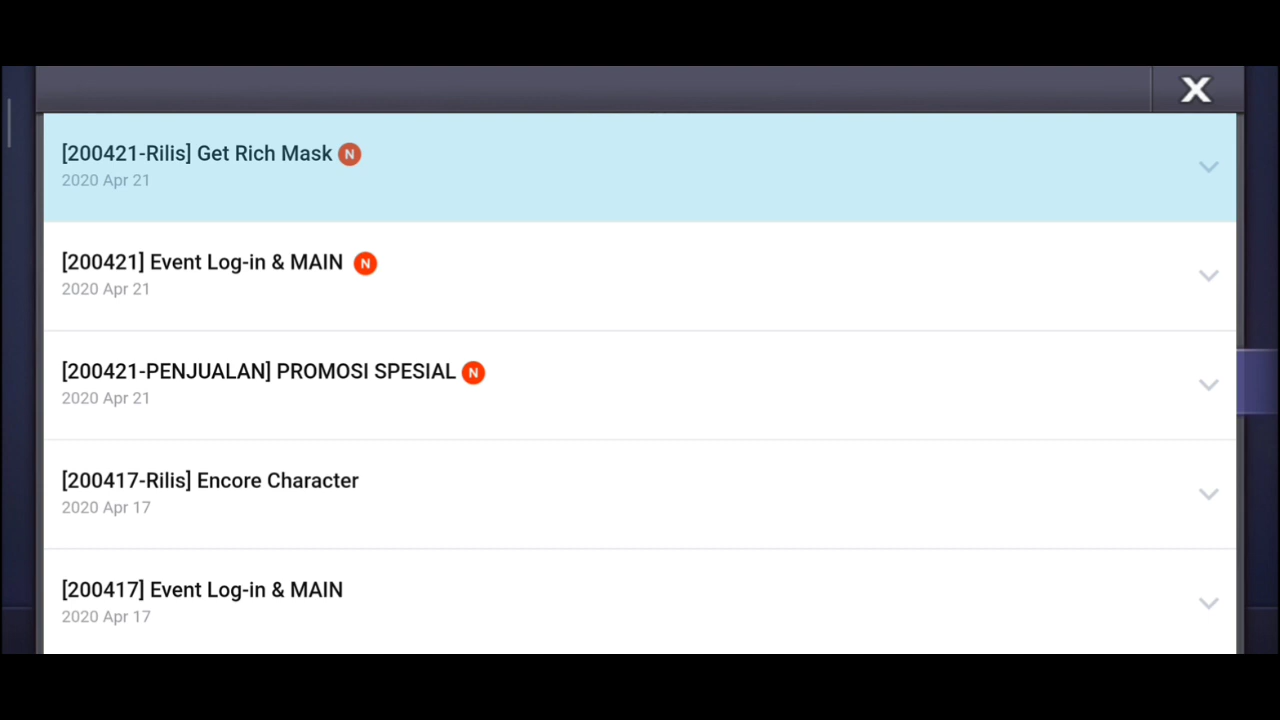 X
[200421-Rilis] Get Rich Mask N
2020 Apr 21
[200421] Event Log-in & MAIN N
2020 Apr 21
[200421-PENJUALAN] PROMOSI SPESIAL N
2020 Apr 21
[200417-Rilis] Encore Character
2020 Apr 17
[200417] Event Log-in & MAIN
2020 Apr 17